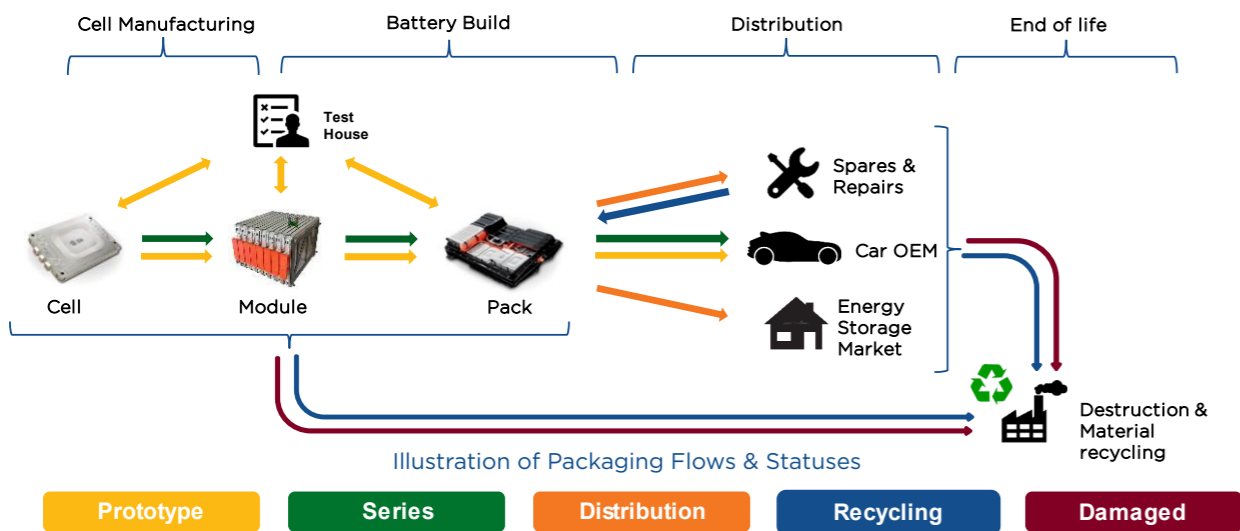 Cell Manufacturing
Battery Build
Distribution
End of life
Test
House
Spares &
Repairs
Car OEM
Cell
Module
Pack
Energy
Storage
Market
Destruction &
Material
recycling
Illustration of Packaging Flows & Statuses
Prototype
Series
Distribution
Recycling
Damaged